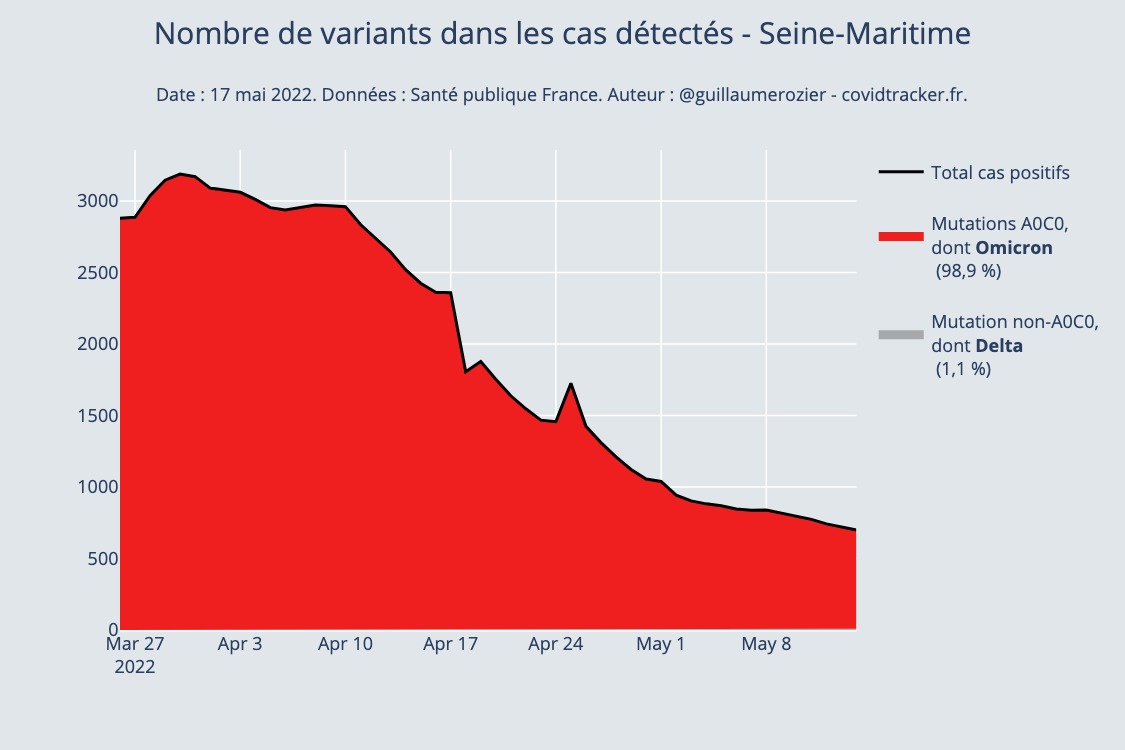 Nombre de variants dans les cas détectés - Seine-Maritime
Date : 17 mai 2022. Données : Santé publique France. Auteur : @guillaumerozier - covidtracker.fr.
Total cas positifs
Mutations A0C0,
dont Omicron
(98,9 %)
Mutation non-A0C0,
dont Delta
(1,1 %)
3000
2500
2000
1500
1000
500
0
Mar 27
2022
Apr 3
Apr 10
Apr 17
Apr 24
May 1
May 8